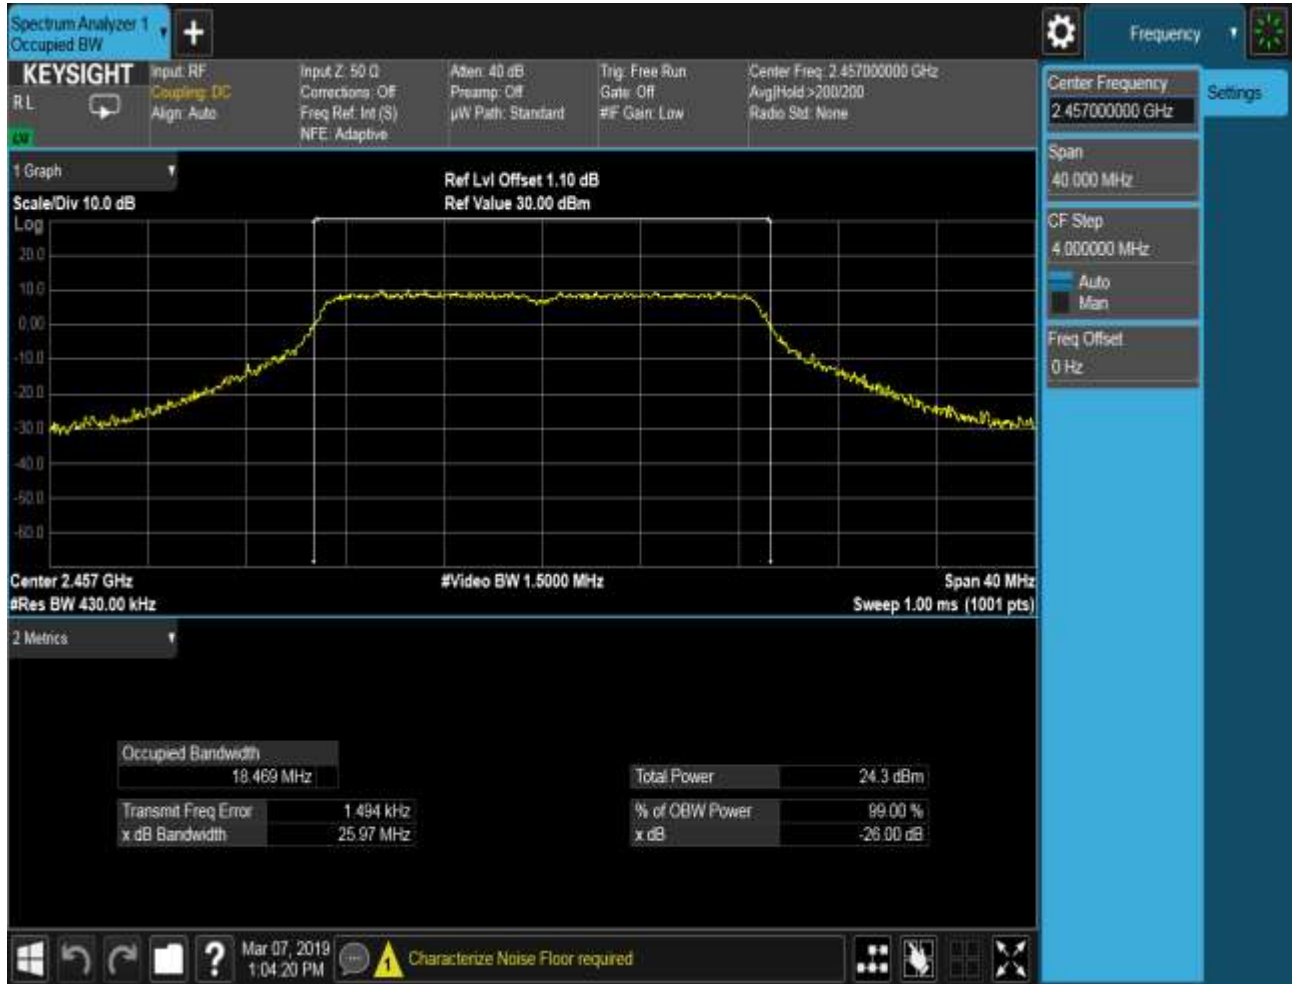 Spectrum Analyzer 1
Occupied BW
Frequency
KEYSIGHT
RL
Input: RF
Coupling: DC
Align: Auto
Input Z: 50 Ω
Corrections: Off
Freq Ref: Int (S)
NFE: Adaptive
Atten: 40 dB
Preamp: Off
µW Path: Standard
Trig: Free Run
Gate: Off
#IF Gain: Low
Center Freq: 2.457000000 GHz
Avg|Hold:>200/200
Radio Std: None
Center Frequency
2.457000000 GHz
Settings
Span
40.000 MHz
CF Step
4.000000 MHz
Auto
Man
Freq Offset
0 Hz
1 Graph
Scale/Div 10.0 dB
Ref Lvl Offset 1.10 dB
Ref Value 30.00 dBm
Log
20.0
10.0
0.00
-10.0
-20.0
-30.0
-40.0
-50.0
-60.0
Center 2.457 GHz
#Video BW 1.5000 MHz
Span 40 MHz
#Res BW 430.00 kHz
Sweep 1.00 ms (1001 pts)
2 Metrics
Occupied Bandwidth
18.469 MHz
Total Power 24.3 dBm
Transmit Freq Error 1.494 kHz
% of OBW Power 99.00 %
x dB Bandwidth 25.97 MHz
x dB -26.00 dB
?
Mar 07, 2019
1:04:20 PM
1
Characterize Noise Floor required